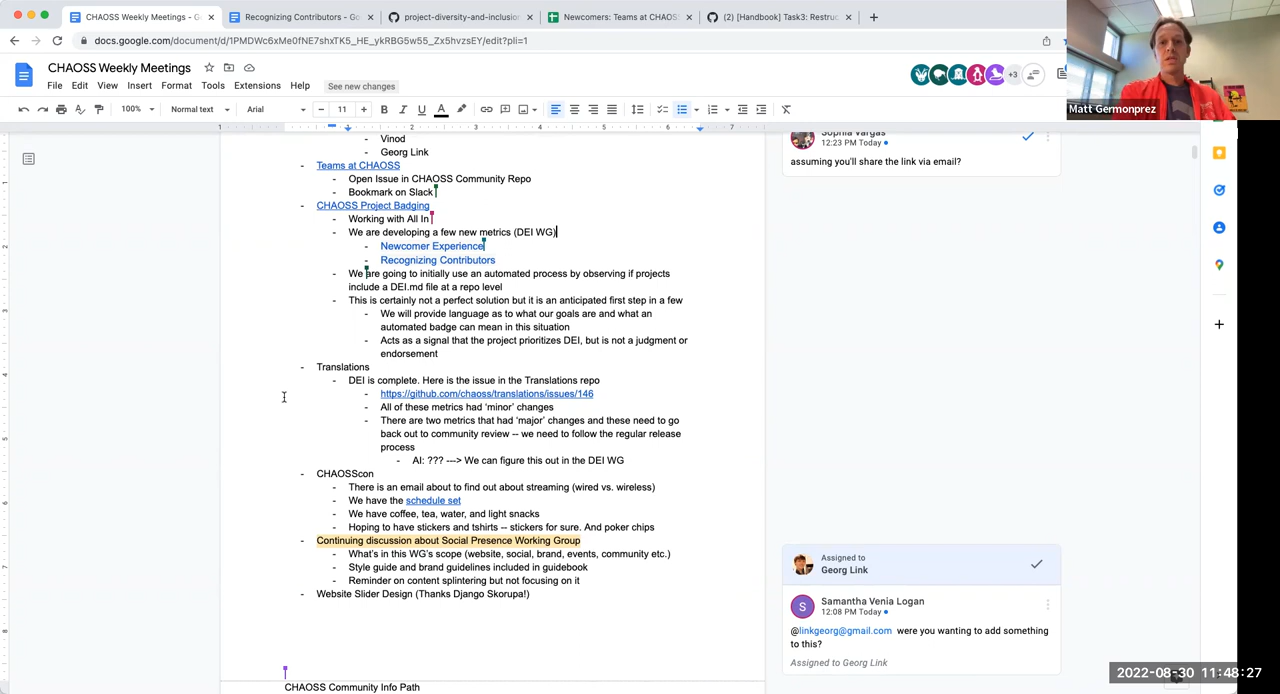 CHAOSS Weekly Meetings - G
Recognizing Contributors - Go
project-diversity-and-inclusion
Newcomers: Teams at CHAOSS
(2) [Handbook] Task3: Restruc
docs.google.com/document/d/1PMDWc6xMe0fNE7shxTK5_HE_ykRBG5w55_Zx5hvzsEY/edit?pli=1
CHAOSS Weekly Meetings
File Edit View Insert Format Tools Extensions Help See new changes
+3
100% Normal text Arial 11
Matt Germonprez
1 2 3 4 5 6 7
Vinod
Georg Link
Teams at CHAOSS
Open Issue in CHAOSS Community Repo
Bookmark on Slack
CHAOSS Project Badging
Working with All In
We are developing a few new metrics (DEI WG)
Newcomer Experience
Recognizing Contributors
We are going to initially use an automated process by observing if projects
include a DEI.md file at a repo level
This is certainly not a perfect solution but it is an anticipated first step in a few
We will provide language as to what our goals are and what an
automated badge can mean in this situation
Acts as a signal that the project prioritizes DEI, but is not a judgment or
endorsement
Translations
DEI is complete. Here is the issue in the Translations repo
https://github.com/chaoss/translations/issues/146
All of these metrics had 'minor' changes
There are two metrics that had 'major' changes and these need to go
back out to community review -- we need to follow the regular release
process
AI: ??? ---> We can figure this out in the DEI WG
CHAOSScon
There is an email about to find out about streaming (wired vs. wireless)
We have the schedule set
We have coffee, tea, water, and light snacks
Hoping to have stickers and tshirts -- stickers for sure. And poker chips
Continuing discussion about Social Presence Working Group
What's in this WG's scope (website, social, brand, events, community etc.)
Style guide and brand guidelines included in guidebook
Reminder on content splintering but not focusing on it
Website Slider Design (Thanks Django Skorupa!)
CHAOSS Community Info Path
Sophia Vargas
12:23 PM Today
assuming you'll share the link via email?
Assigned to
Georg Link
S
Samantha Venia Logan
12:08 PM Today
@linkgeorg@gmail.com were you wanting to add something
to this?
Assigned to Georg Link
2022-08-30 11:48:27